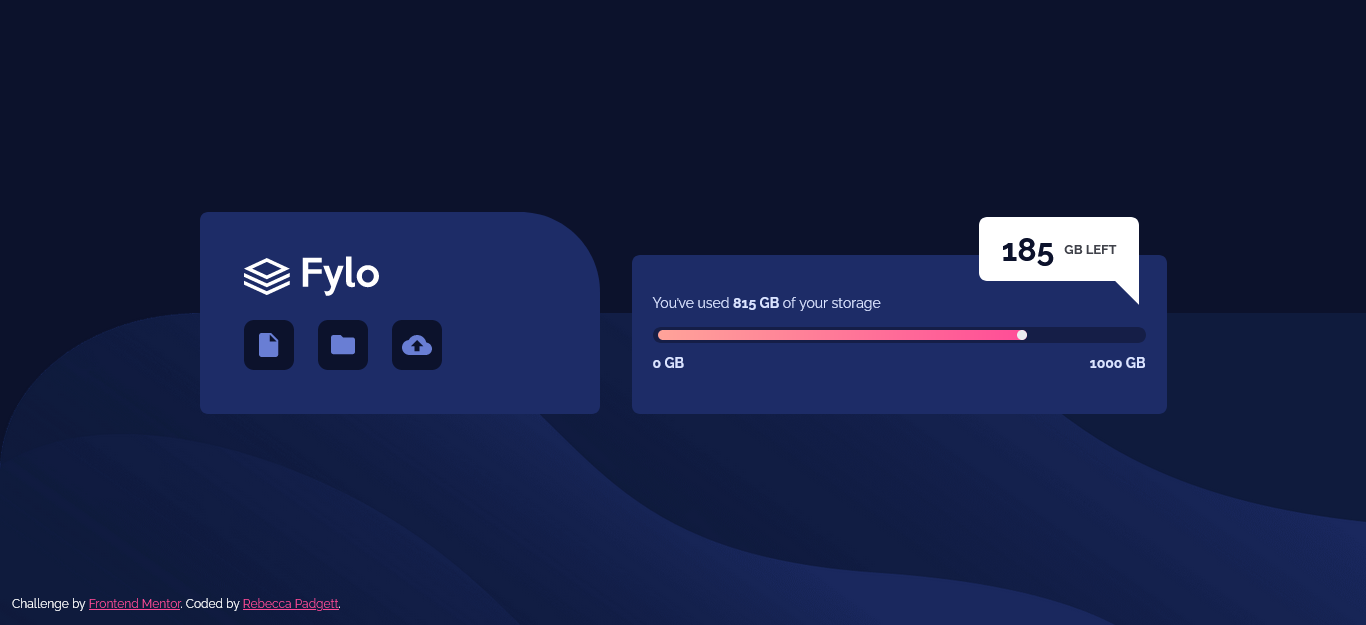 Fylo
185 GB LEFT
You've used 815 GB of your storage
0 GB 1000 GB
Challenge by Frontend Mentor. Coded by Rebecca Padgett.